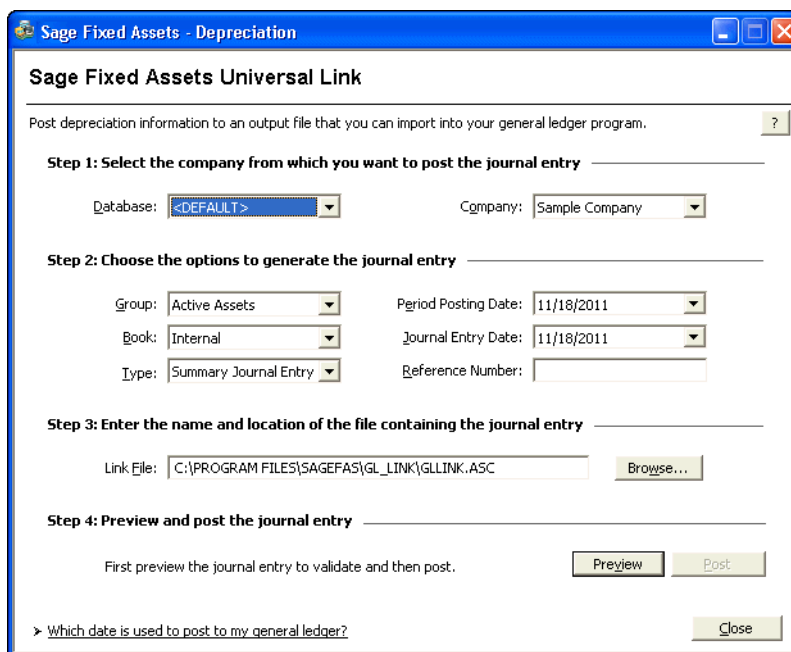 Sage Fixed Assets - Depreciation
Sage Fixed Assets Universal Link
Post depreciation information to an output file that you can import into your general ledger program. ?
Step 1: Select the company from which you want to post the journal entry
Database: <DEFAULT> Company: Sample Company
Step 2: Choose the options to generate the journal entry
Group: Active Assets Period Posting Date: 11/18/2011
Book: Internal Journal Entry Date: 11/18/2011
Type: Summary Journal Entry Reference Number:
Step 3: Enter the name and location of the file containing the journal entry
Link File: C:\PROGRAM FILES\SAGEFAS\GL_LINK\GLLINK.ASC Browse...
Step 4: Preview and post the journal entry
First preview the journal entry to validate and then post. Preview Post
Which date is used to post to my general ledger? Close